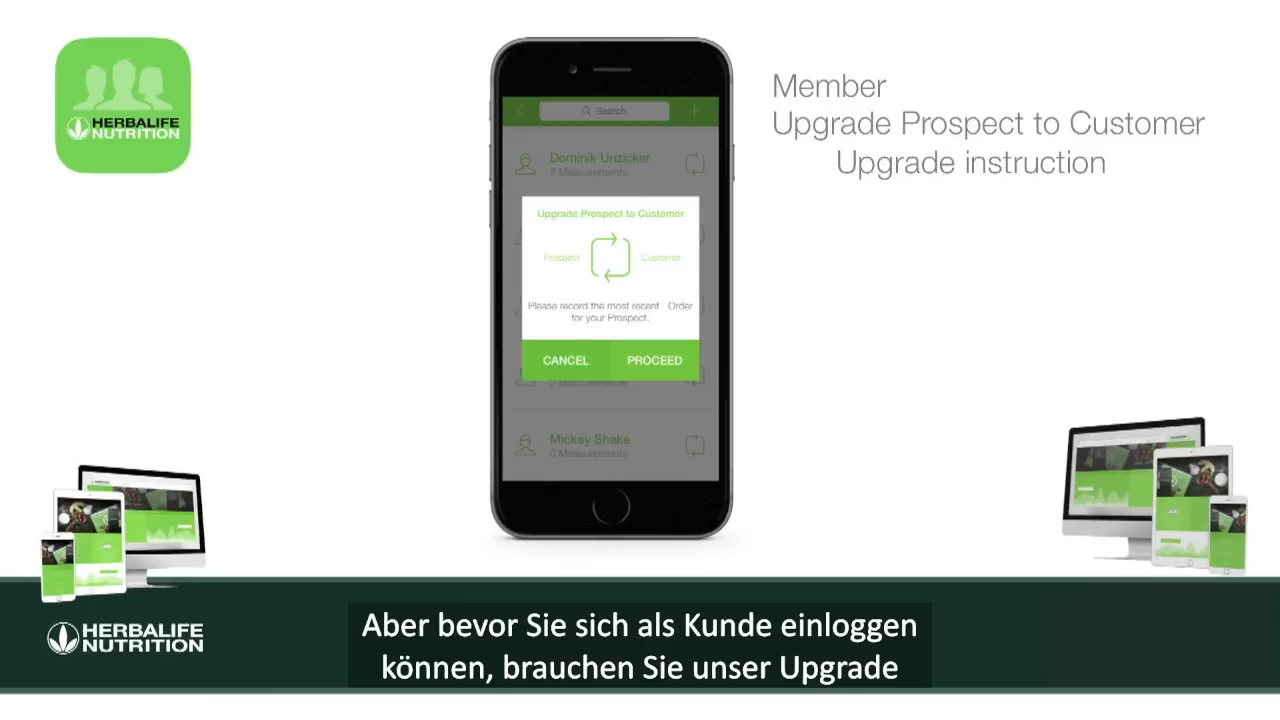 HERBALIFE
NUTRITION
Member
Upgrade Prospect to Customer
Upgrade instruction
Search
Dominik Unzicker
7 Measurements
Upgrade Prospect to Customer
Prospect
Customer
Please record the most recent Order
for your Prospect.
CANCEL
PROCEED
2 Measurements
Mickey Shake
0 Measurements
HERBALIFE
NUTRITION
Aber bevor Sie sich als Kunde einloggen
können, brauchen Sie unser Upgrade